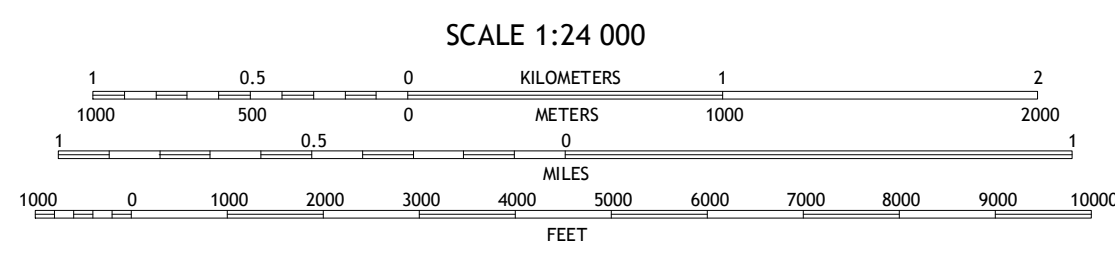 SCALE 1:24 000
1 0.5 0 KILOMETERS 1 2
1000 500 0 METERS 1000 2000
1 0.5 0 1
MILES
1000 0 1000 2000 3000 4000 5000 6000 7000 8000 9000 10000
FEET